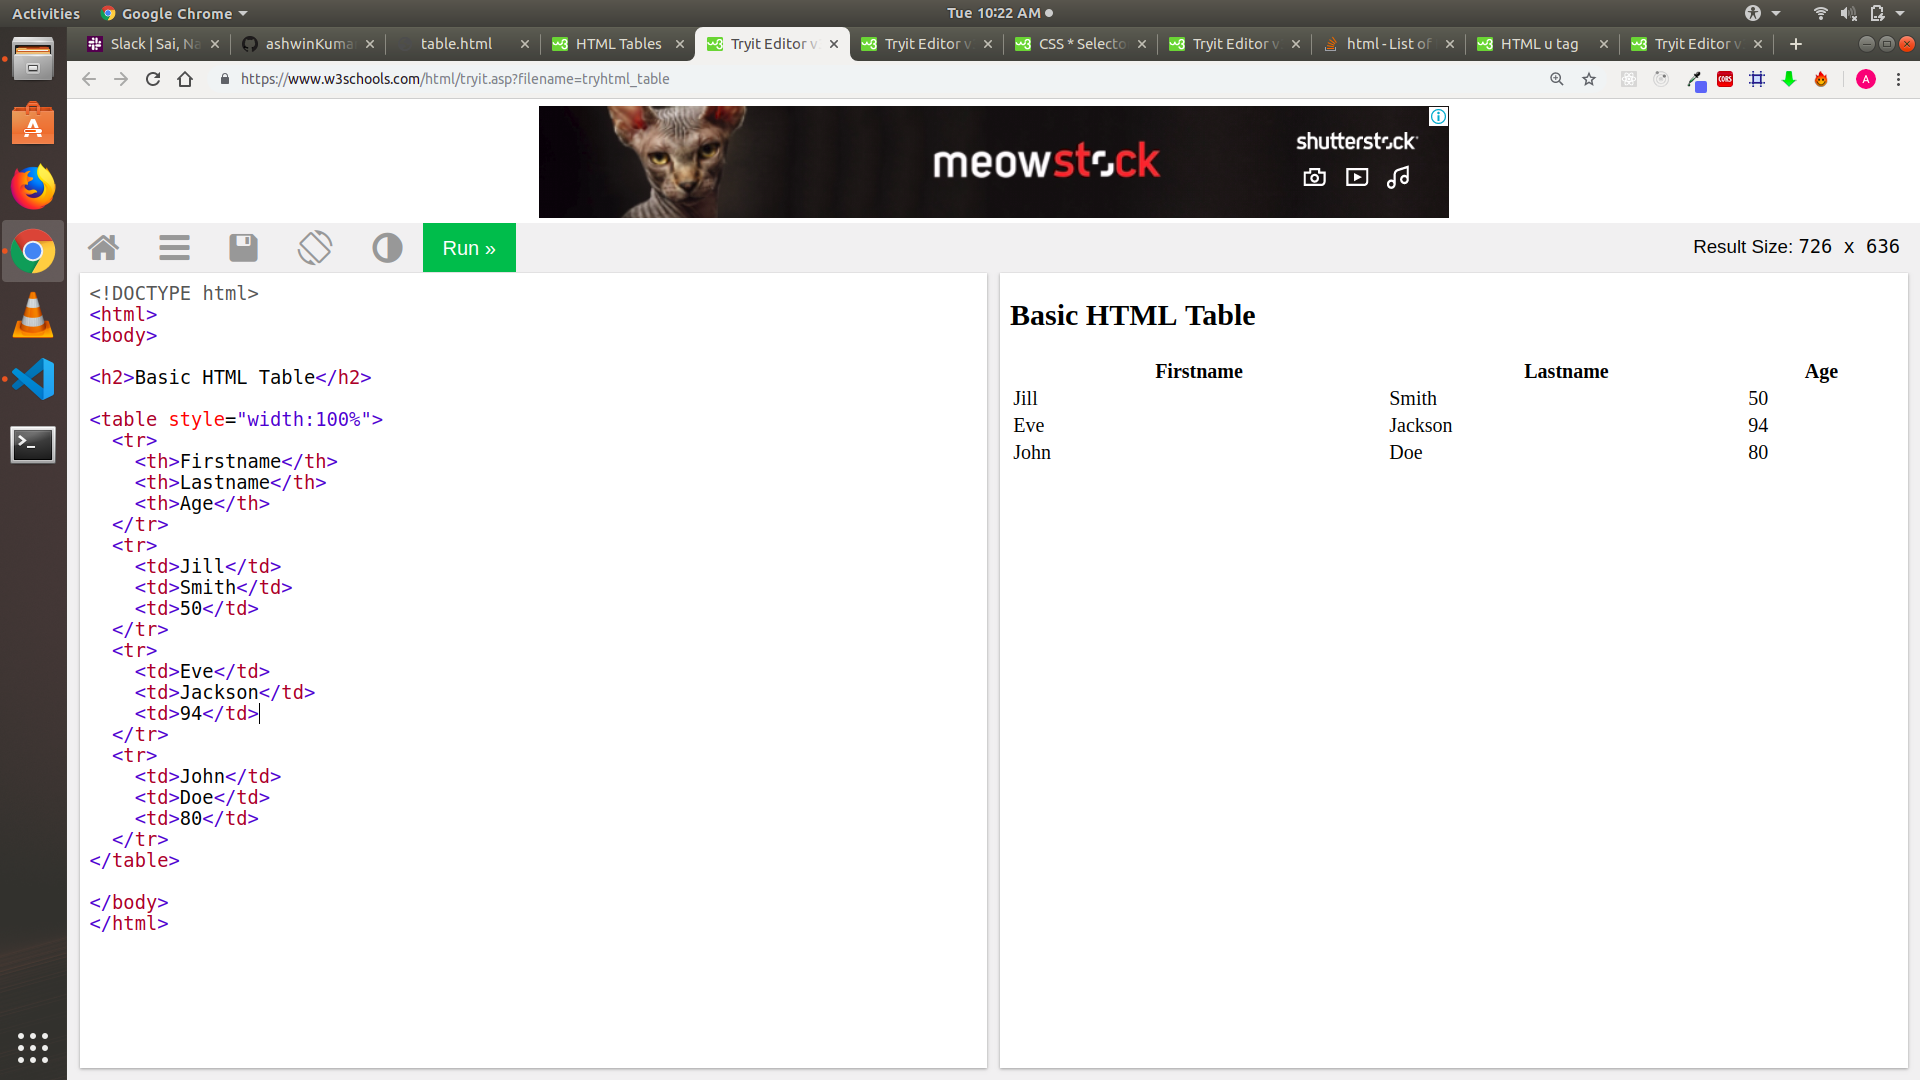 Activities
Google Chrome
Tue 10:22 AM
Slack | Sai, Na
ashwinKuma
table.html
HTML Tables
Tryit Editor v
Tryit Editor v
CSS * Selecto
Tryit Editor v
html - List of
HTML u tag
Tryit Editor v
https://www.w3schools.com/html/tryit.asp?filename=tryhtml_table
CORS
A
meowstock
shutterstock
Run »
Result Size: 726 x 636
<!DOCTYPE html>
<html>
<body>
<h2>Basic HTML Table</h2>
<table style="width:100%">
<tr>
<th>Firstname</th>
<th>Lastname</th>
<th>Age</th>
</tr>
<tr>
<td>Jill</td>
<td>Smith</td>
<td>50</td>
</tr>
<tr>
<td>Eve</td>
<td>Jackson</td>
<td>94</td>
</tr>
<tr>
<td>John</td>
<td>Doe</td>
<td>80</td>
</tr>
</table>
</body>
</html>
Basic HTML Table
Firstname Lastname Age
Jill Smith 50
Eve Jackson 94
John Doe 80